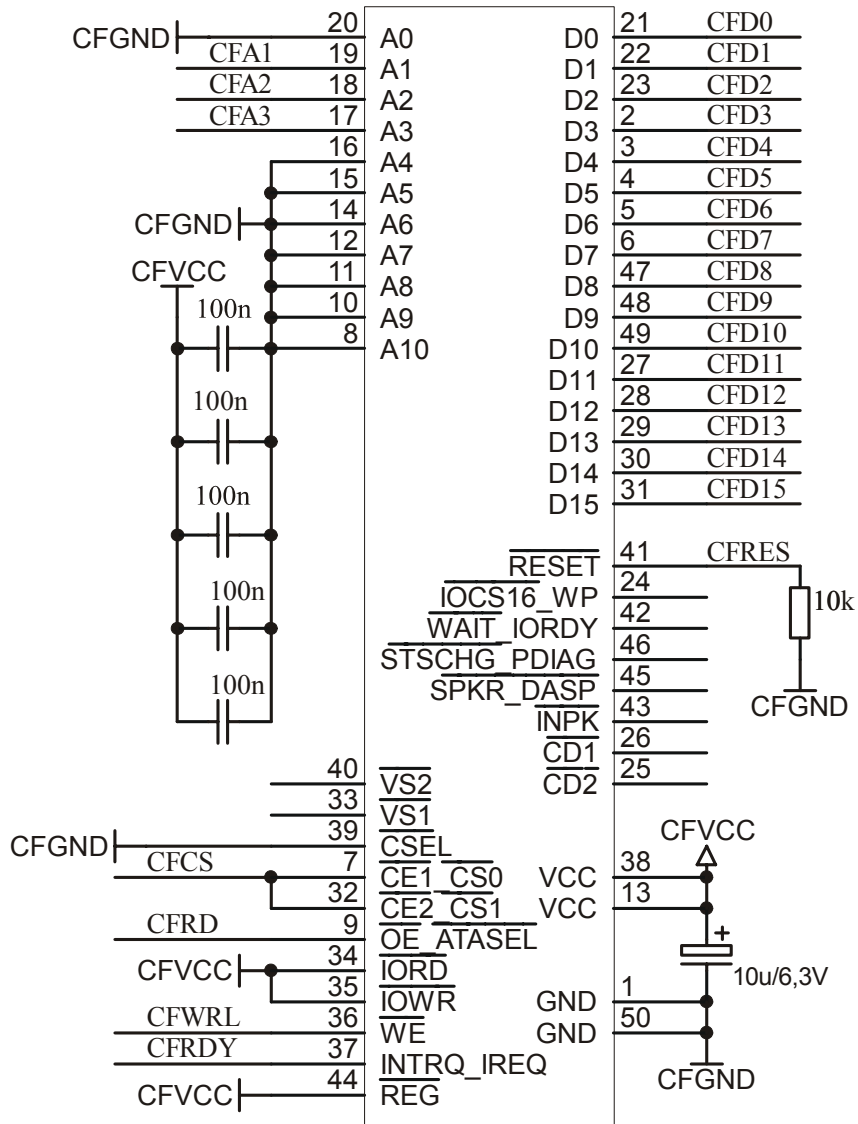 CFGND 20 A0 D0 21 CFD0
CFA1 19 A1 D1 22 CFD1
CFA2 18 A2 D2 23 CFD2
CFA3 17 A3 D3 2 CFD3
16 A4 D4 3 CFD4
15 A5 D5 4 CFD5
CFGND 14 A6 D6 5 CFD6
12 A7 D7 6 CFD7
CFVCC 11 A8 D8 47 CFD8
100n 10 A9 D9 48 CFD9
8 A10 D10 49 CFD10
D11 27 CFD11
100n D12 28 CFD12
D13 29 CFD13
D14 30 CFD14
100n D15 31 CFD15
RESET 41 CFRES
100n IOCS16_WP 24 10k
WAIT_IORDY 42
STSCHG_PDIAG 46
100n SPKR_DASP 45 CFGND
INPK 43
CD1 26
40 VS2 CD2 25
33 VS1
CFGND 39 CSEL CFVCC
CFCS 7 CE1_CS0 VCC 38
32 CE2_CS1 VCC 13
CFRD 9 OE_ATASEL +
CFVCC 34 IORD 10u/6,3V
35 IOWR GND 1
CFWRL 36 WE GND 50
CFRDY 37 INTRQ_IREQ CFGND
CFVCC 44 REG